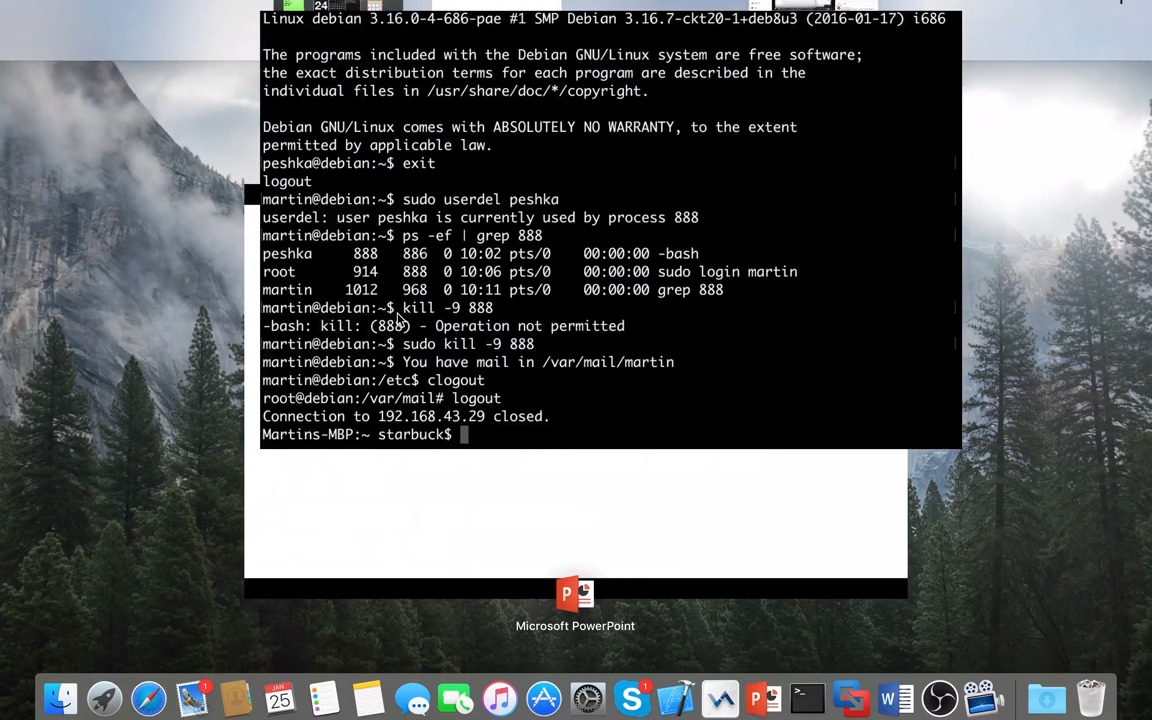 24
Linux debian 3.16.0-4-686-pae #1 SMP Debian 3.16.7-ckt20-1+deb8u3 (2016-01-17) i686
The programs included with the Debian GNU/Linux system are free software;
the exact distribution terms for each program are described in the
individual files in /usr/share/doc/*/copyright.
Debian GNU/Linux comes with ABSOLUTELY NO WARRANTY, to the extent
permitted by applicable law.
peshka@debian:~$ exit
logout
martin@debian:~$ sudo userdel peshka
userdel: user peshka is currently used by process 888
martin@debian:~$ ps -ef | grep 888
peshka     888   886  0 10:02 pts/0    00:00:00 -bash
root       914   888  0 10:06 pts/0    00:00:00 sudo login martin
martin    1012   968  0 10:11 pts/0    00:00:00 grep 888
martin@debian:~$ kill -9 888
-bash: kill: (888) - Operation not permitted
martin@debian:~$ sudo kill -9 888
martin@debian:~$ You have mail in /var/mail/martin
martin@debian:/etc$ clogout
root@debian:/var/mail# logout
Connection to 192.168.43.29 closed.
Martins-MBP:~ starbuck$
P
Microsoft PowerPoint
1
JAN
25
S
1
P
>_
W